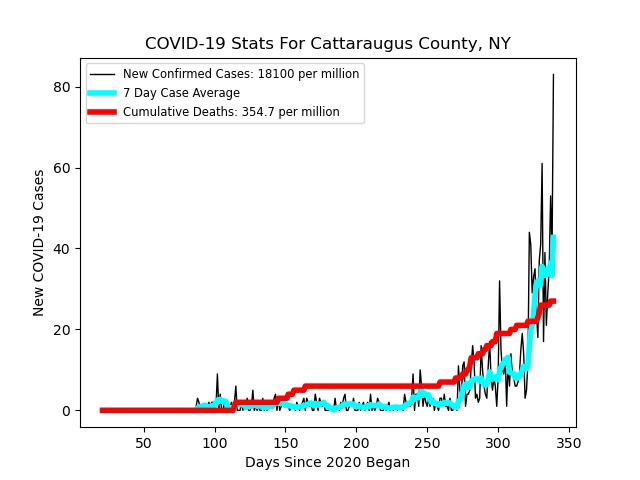 COVID-19 Stats For Cattaraugus County, NY
New Confirmed Cases: 18100 per million
7 Day Case Average
Cumulative Deaths: 354.7 per million
New COVID-19 Cases
80
60
40
20
0
50 100 150 200 250 300 350
Days Since 2020 Began